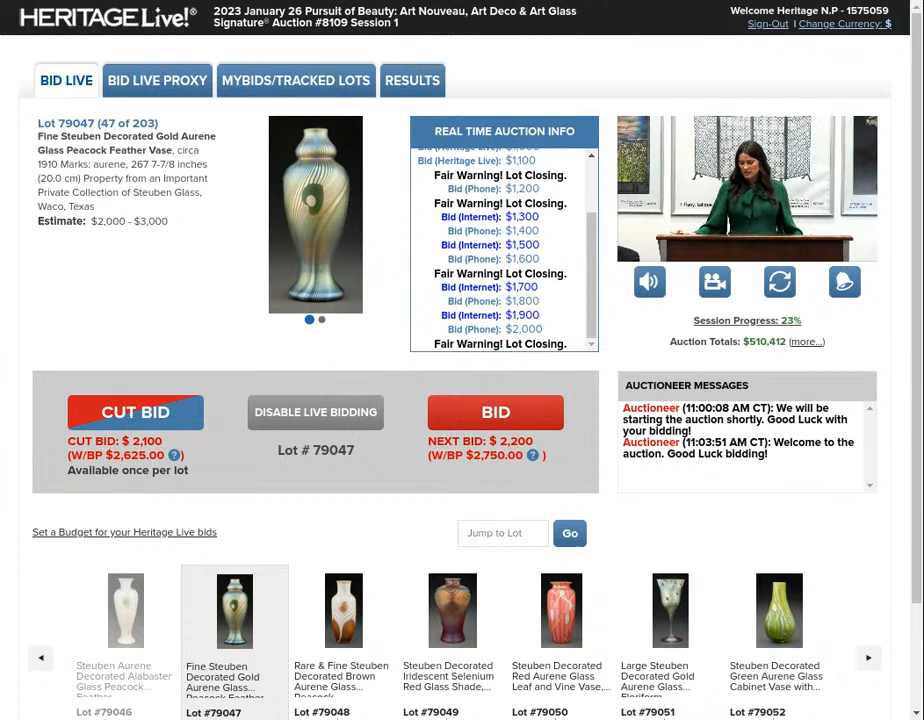 HERITAGE Live!®
2023 January 26 Pursuit of Beauty: Art Nouveau, Art Deco & Art Glass
Signature® Auction #8109 Session 1
Welcome Heritage N.P - 1575059
Sign-Out | Change Currency: $
BID LIVE
BID LIVE PROXY
MYBIDS/TRACKED LOTS
RESULTS
Lot 79047 (47 of 203)
Fine Steuben Decorated Gold Aurene
Glass Peacock Feather Vase, circa
1910 Marks: aurene, 267 7-7/8 inches
(20.0 cm) Property from an Important
Private Collection of Steuben Glass,
Waco, Texas
Estimate: $2,000 - $3,000
REAL TIME AUCTION INFO
Bid (Heritage Live): $1,100
Fair Warning! Lot Closing.
Bid (Phone): $1,200
Fair Warning! Lot Closing.
Bid (Internet): $1,300
Bid (Phone): $1,400
Bid (Internet): $1,500
Bid (Phone): $1,600
Fair Warning! Lot Closing.
Bid (Internet): $1,700
Bid (Phone): $1,800
Bid (Internet): $1,900
Bid (Phone): $2,000
Fair Warning! Lot Closing.
Session Progress: 23%
Auction Totals: $510,412 (more...)
CUT BID
CUT BID: $ 2,100
(W/BP $2,625.00 ? )
Available once per lot
DISABLE LIVE BIDDING
Lot # 79047
BID
NEXT BID: $ 2,200
(W/BP $2,750.00 ? )
AUCTIONEER MESSAGES
Auctioneer (11:00:08 AM CT): We will be
starting the auction shortly. Good Luck with
your bidding!
Auctioneer (11:03:51 AM CT): Welcome to the
auction. Good Luck bidding!
Set a Budget for your Heritage Live bids
Jump to Lot
Go
Steuben Aurene
Decorated Alabaster
Glass Peacock...
Feather
Lot #79046
Fine Steuben
Decorated Gold
Aurene Glass...
Peacock Feather
Lot #79047
Rare & Fine Steuben
Decorated Brown
Aurene Glass...
Peacock
Lot #79048
Steuben Decorated
Iridescent Selenium
Red Glass Shade,...
Lot #79049
Steuben Decorated
Red Aurene Glass
Leaf and Vine Vase,...
Lot #79050
Large Steuben
Decorated Gold
Aurene Glass...
Floriform
Lot #79051
Steuben Decorated
Green Aurene Glass
Cabinet Vase with...
Lot #79052